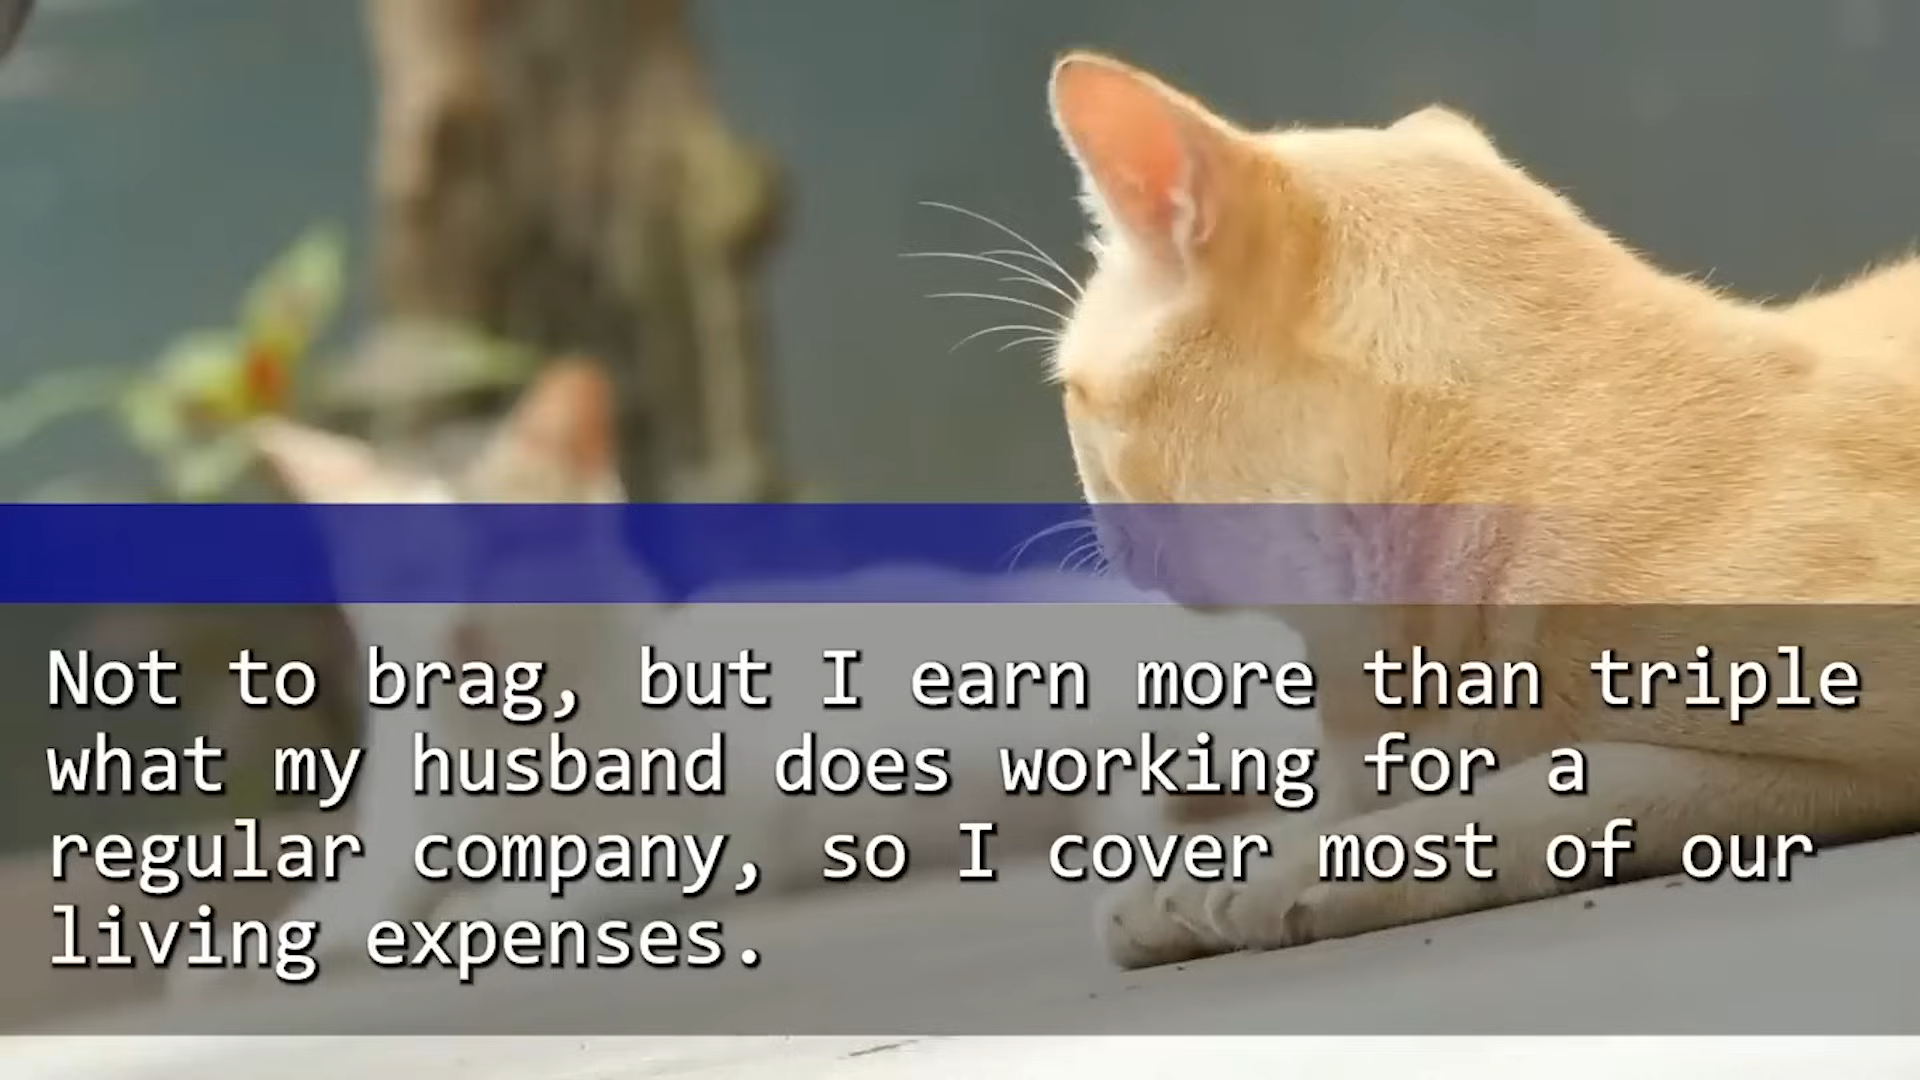 Not to brag, but I earn more than triple
what my husband does working for a
regular company, so I cover most of our
living expenses.